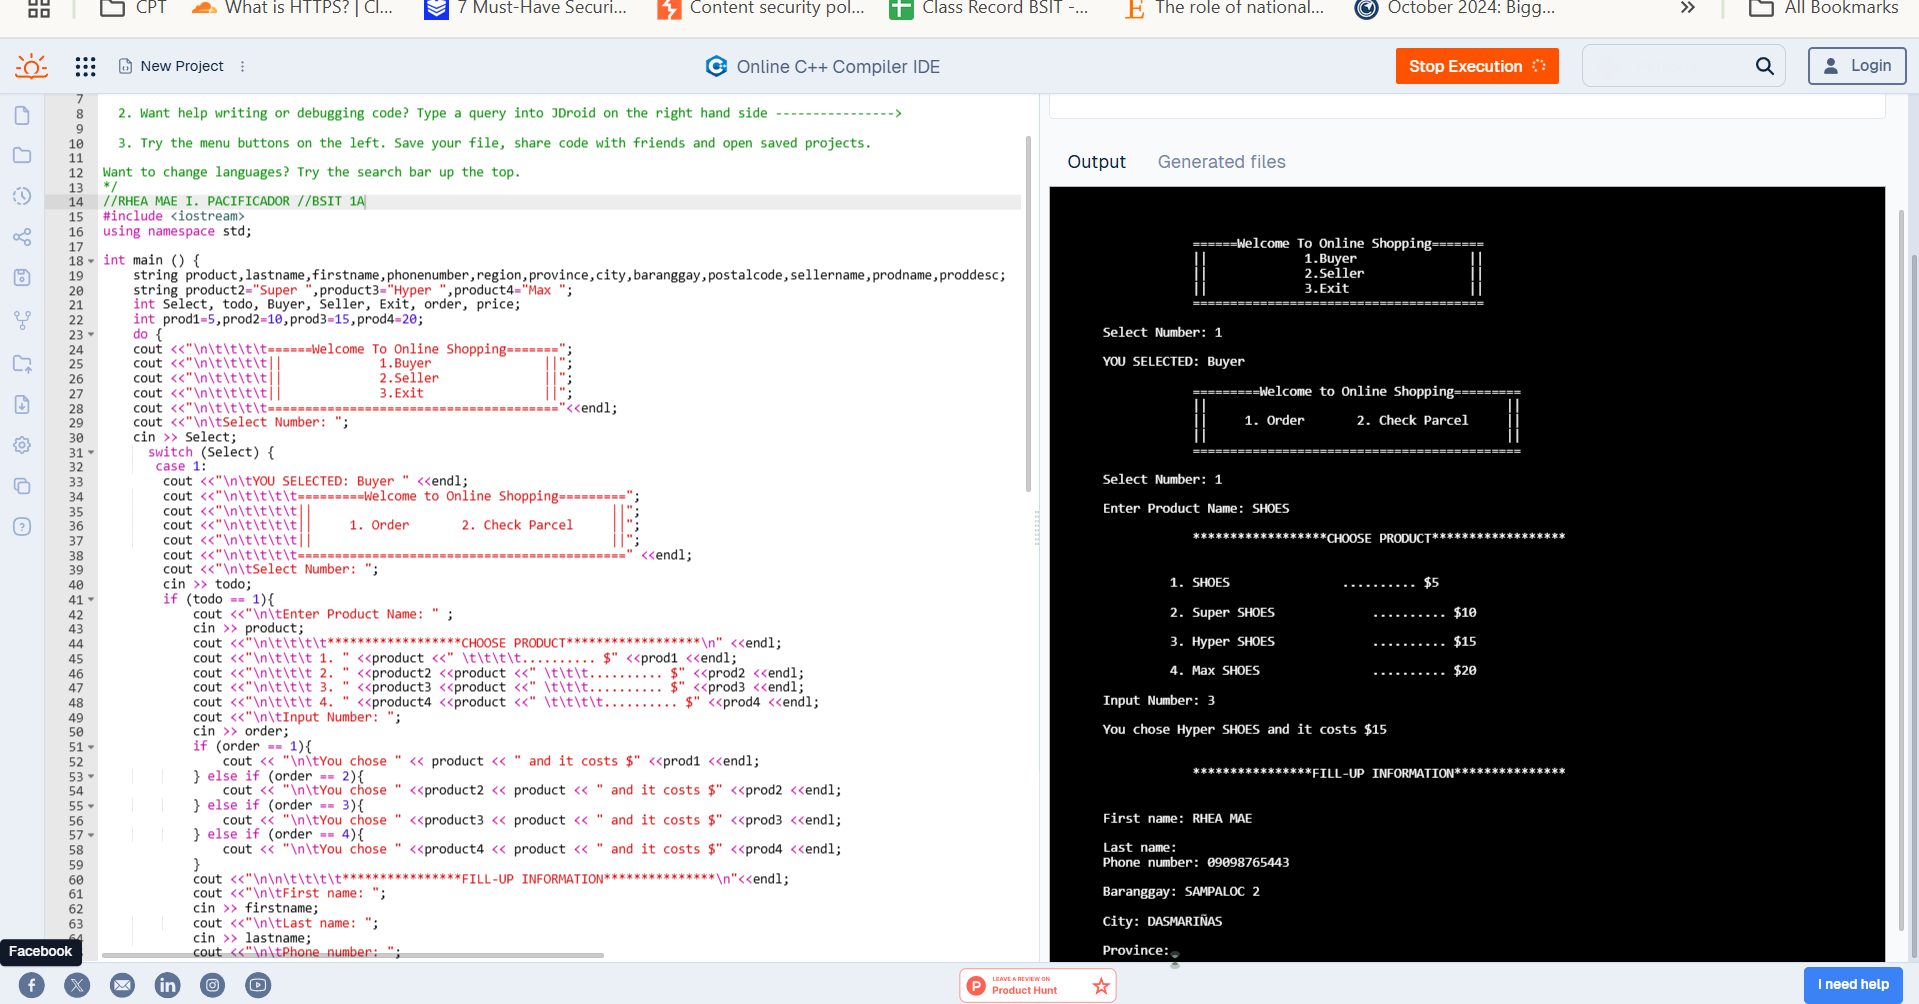 CPT
What is HTTPS? | Cl...
7 Must-Have Securi...
Content security pol...
Class Record BSIT -...
The role of national...
October 2024: Bigg...
»
All Bookmarks
New Project
Online C++ Compiler IDE
Stop Execution
Login
7
8 2. Want help writing or debugging code? Type a query into JDroid on the right hand side ---------------->
9
10 3. Try the menu buttons on the left. Save your file, share code with friends and open saved projects.
11
12 Want to change languages? Try the search bar up the top.
13 */
14 //RHEA MAE I. PACIFICADOR //BSIT 1A
15 #include <iostream>
16 using namespace std;
17
18 int main () {
19 string product,lastname,firstname,phonenumber,region,province,city,baranggay,postalcode,sellername,prodname,proddesc;
20 string product2="Super ",product3="Hyper ",product4="Max ";
21 int Select, todo, Buyer, Seller, Exit, order, price;
22 int prod1=5,prod2=10,prod3=15,prod4=20;
23 do {
24 cout <<"\n\t\t\t\t======Welcome To Online Shopping=======";
25 cout <<"\n\t\t\t\t|| 1.Buyer ||";
26 cout <<"\n\t\t\t\t|| 2.Seller ||";
27 cout <<"\n\t\t\t\t|| 3.Exit ||";
28 cout <<"\n\t\t\t\t======================================="<<endl;
29 cout <<"\n\tSelect Number: ";
30 cin >> Select;
31 switch (Select) {
32 case 1:
33 cout <<"\n\tYOU SELECTED: Buyer " <<endl;
34 cout <<"\n\t\t\t\t=========Welcome to Online Shopping=========";
35 cout <<"\n\t\t\t\t|| ||";
36 cout <<"\n\t\t\t\t|| 1. Order 2. Check Parcel ||";
37 cout <<"\n\t\t\t\t|| ||";
38 cout <<"\n\t\t\t\t============================================" <<endl;
39 cout <<"\n\tSelect Number: ";
40 cin >> todo;
41 if (todo == 1){
42 cout <<"\n\tEnter Product Name: " ;
43 cin >> product;
44 cout <<"\n\t\t\t\t******************CHOOSE PRODUCT******************\n" <<endl;
45 cout <<"\n\t\t\t 1. " <<product <<" \t\t\t\t.......... $" <<prod1 <<endl;
46 cout <<"\n\t\t\t 2. " <<product2 <<product <<" \t\t\t.......... $" <<prod2 <<endl;
47 cout <<"\n\t\t\t 3. " <<product3 <<product <<" \t\t\t.......... $" <<prod3 <<endl;
48 cout <<"\n\t\t\t 4. " <<product4 <<product <<" \t\t\t\t.......... $" <<prod4 <<endl;
49 cout <<"\n\tInput Number: ";
50 cin >> order;
51 if (order == 1){
52 cout << "\n\tYou chose " << product << " and it costs $" <<prod1 <<endl;
53 } else if (order == 2){
54 cout << "\n\tYou chose " <<product2 << product << " and it costs $" <<prod2 <<endl;
55 } else if (order == 3){
56 cout << "\n\tYou chose " <<product3 << product << " and it costs $" <<prod3 <<endl;
57 } else if (order == 4){
58 cout << "\n\tYou chose " <<product4 << product << " and it costs $" <<prod4 <<endl;
59 }
60 cout <<"\n\n\t\t\t\t****************FILL-UP INFORMATION***************\n"<<endl;
61 cout <<"\n\tFirst name: ";
62 cin >> firstname;
63 cout <<"\n\tLast name: ";
64 cin >> lastname;
cout <<"\n\tPhone number: ";
Output Generated files
======Welcome To Online Shopping=======
|| 1.Buyer ||
|| 2.Seller ||
|| 3.Exit ||
=======================================
Select Number: 1
YOU SELECTED: Buyer
=========Welcome to Online Shopping=========
|| ||
|| 1. Order 2. Check Parcel ||
|| ||
============================================
Select Number: 1
Enter Product Name: SHOES
******************CHOOSE PRODUCT******************
1. SHOES .......... $5
2. Super SHOES .......... $10
3. Hyper SHOES .......... $15
4. Max SHOES .......... $20
Input Number: 3
You chose Hyper SHOES and it costs $15
****************FILL-UP INFORMATION***************
First name: RHEA MAE
Last name:
Phone number: 09098765443
Baranggay: SAMPALOC 2
City: DASMARIÑAS
Province:
Facebook
LEAVE A REVIEW ON
Product Hunt
I need help